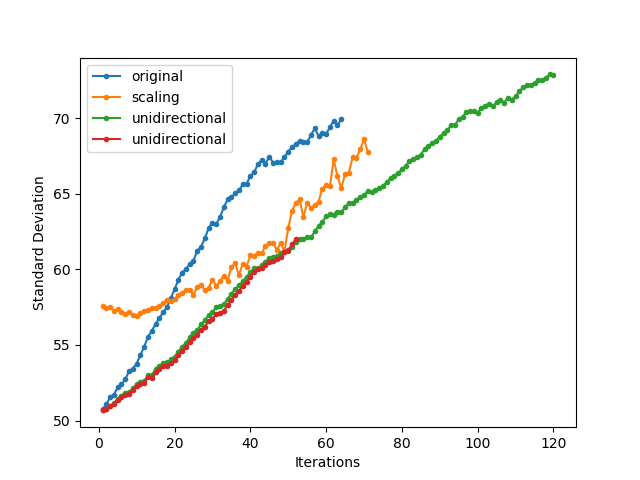 original
scaling
unidirectional
unidirectional
70
65
60
55
50
Standard Deviation
0 20 40 60 80 100 120
Iterations